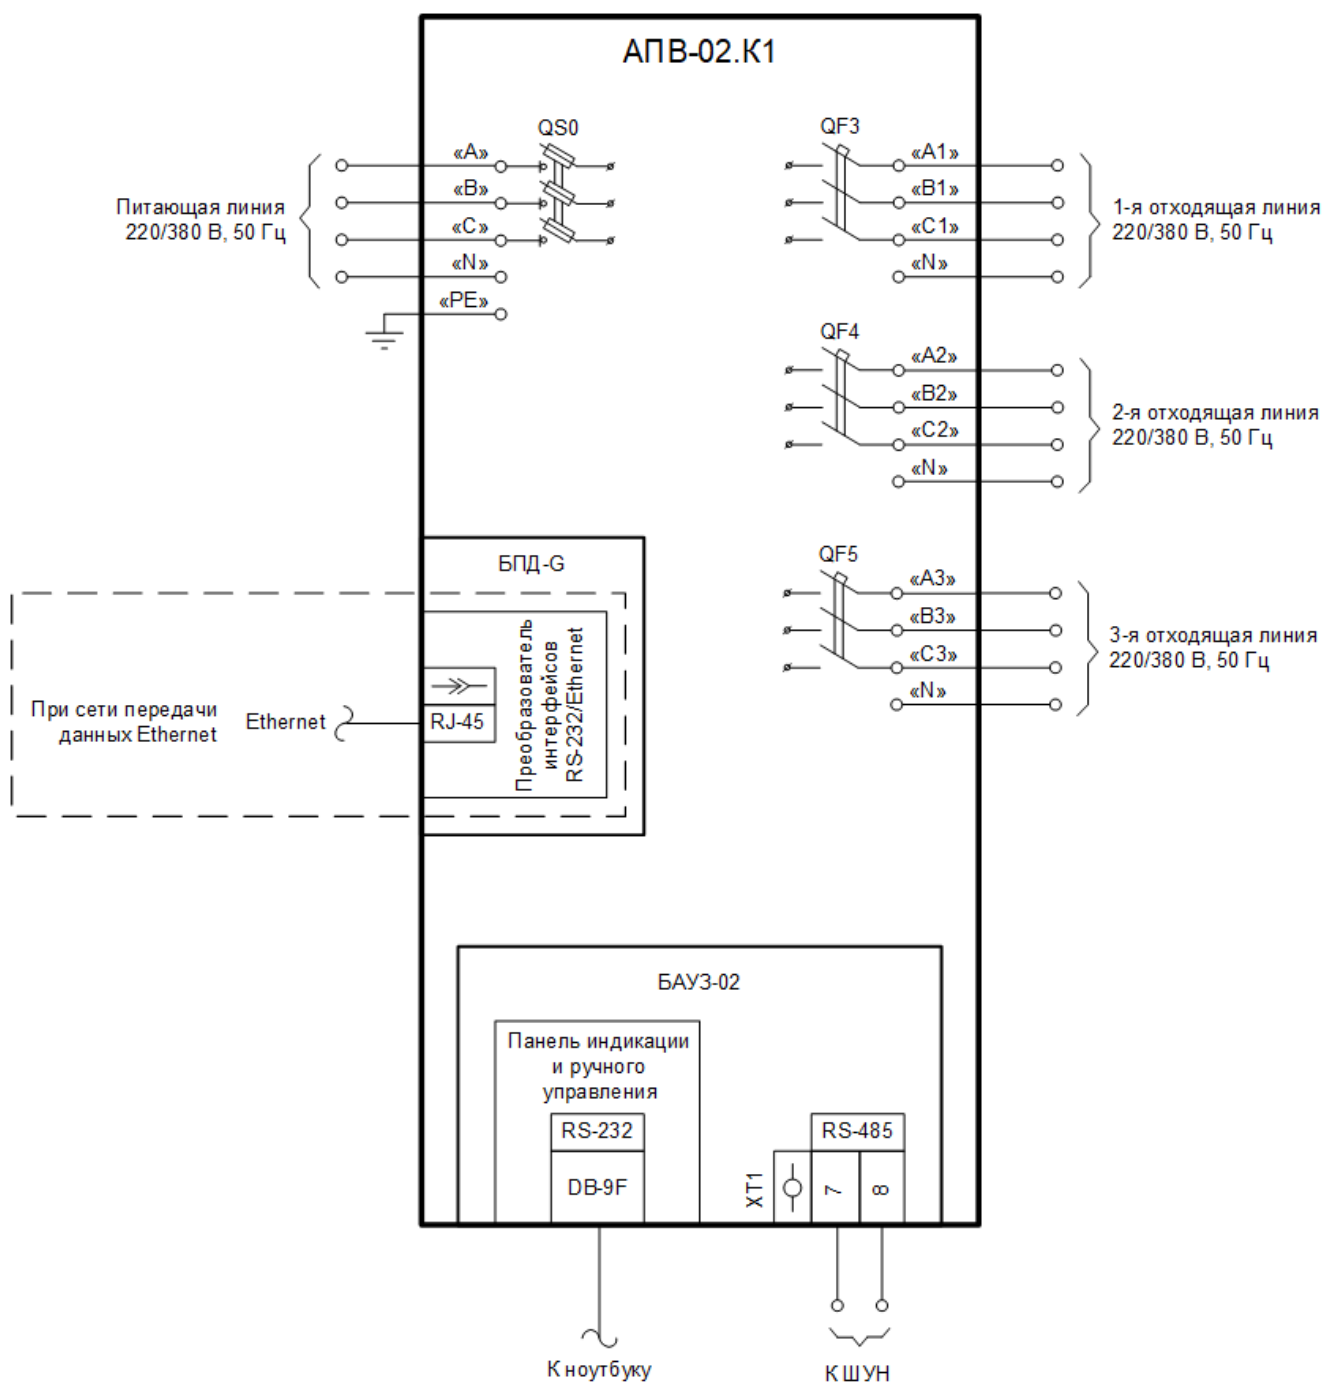 АПВ-02.К1
QS0
«A»
«B»
«C»
«N»
«PE»
Питающая линия
220/380 В, 50 Гц
QF3
«A1»
«B1»
«C1»
«N»
1-я отходящая линия
220/380 В, 50 Гц
QF4
«A2»
«B2»
«C2»
«N»
2-я отходящая линия
220/380 В, 50 Гц
QF5
«A3»
«B3»
«C3»
«N»
3-я отходящая линия
220/380 В, 50 Гц
БПД-G
Преобразователь
интерфейсов
RS-232/Ethernet
RJ-45
Ethernet
При сети передачи
данных Ethernet
БАУЗ-02
Панель индикации
и ручного
управления
RS-232
DB-9F
RS-485
XT1
7
8
К ноутбуку
К ШУН